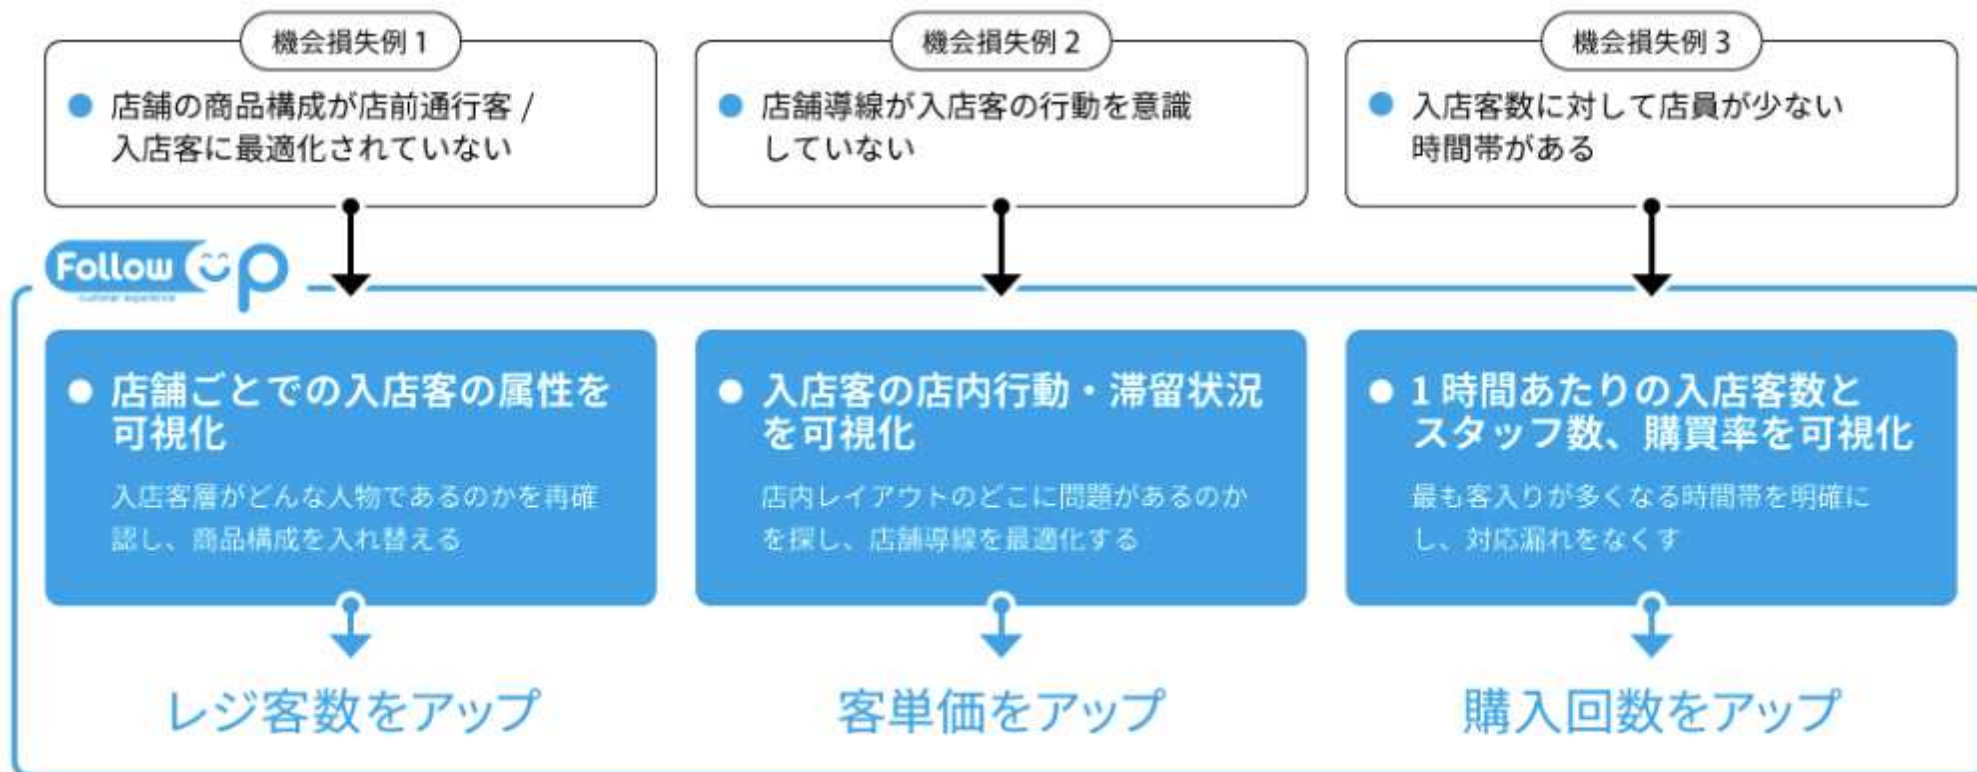 機会損失例 1
店舗の商品構成が店前通行客 /
入店客に最適化されていない
機会損失例 2
店舗導線が入店客の行動を意識
していない
機会損失例 3
入店客数に対して店員が少ない
時間帯がある
Follow UP
customer experience
店舗ごとでの入店客の属性を
可視化
入店客層がどんな人物であるのかを再確
認し、商品構成を入れ替える
レジ客数をアップ
入店客の店内行動・滞留状況
を可視化
店内レイアウトのどこに問題があるのか
を探し、店舗導線を最適化する
客単価をアップ
1 時間あたりの入店客数と
スタッフ数、購買率を可視化
最も客入りが多くなる時間帯を明確に
し、対応漏れをなくす
購入回数をアップ